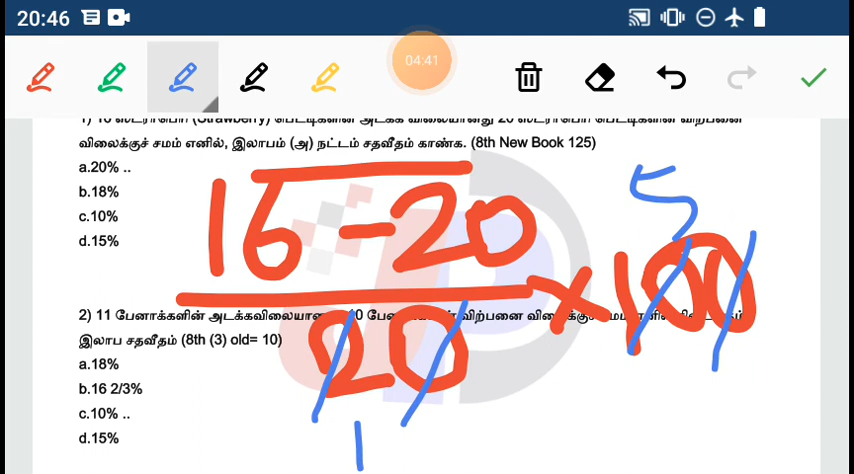 20:46
04:41
1) 16 ஸ்ட்ராபெரி (Strawberry) பெட்டிகளின் அடக்க விலையானது 20 ஸ்ட்ராபெரி பெட்டிகளின் விற்பனை
விலைக்குச் சமம் எனில், இலாபம் (அ) நட்டம் சதவீதம் காண்க. (8th New Book 125)
a.20% ..
b.18%
c.10%
d.15%
16 - 20
20
× 100
5
1
2) 11 பேனாக்களின் அடக்கவிலையான 10 விற்பனை
இலாப சதவீதம் (8th (3) old= 10)
a.18%
b.16 2/3%
c.10% ..
d.15%